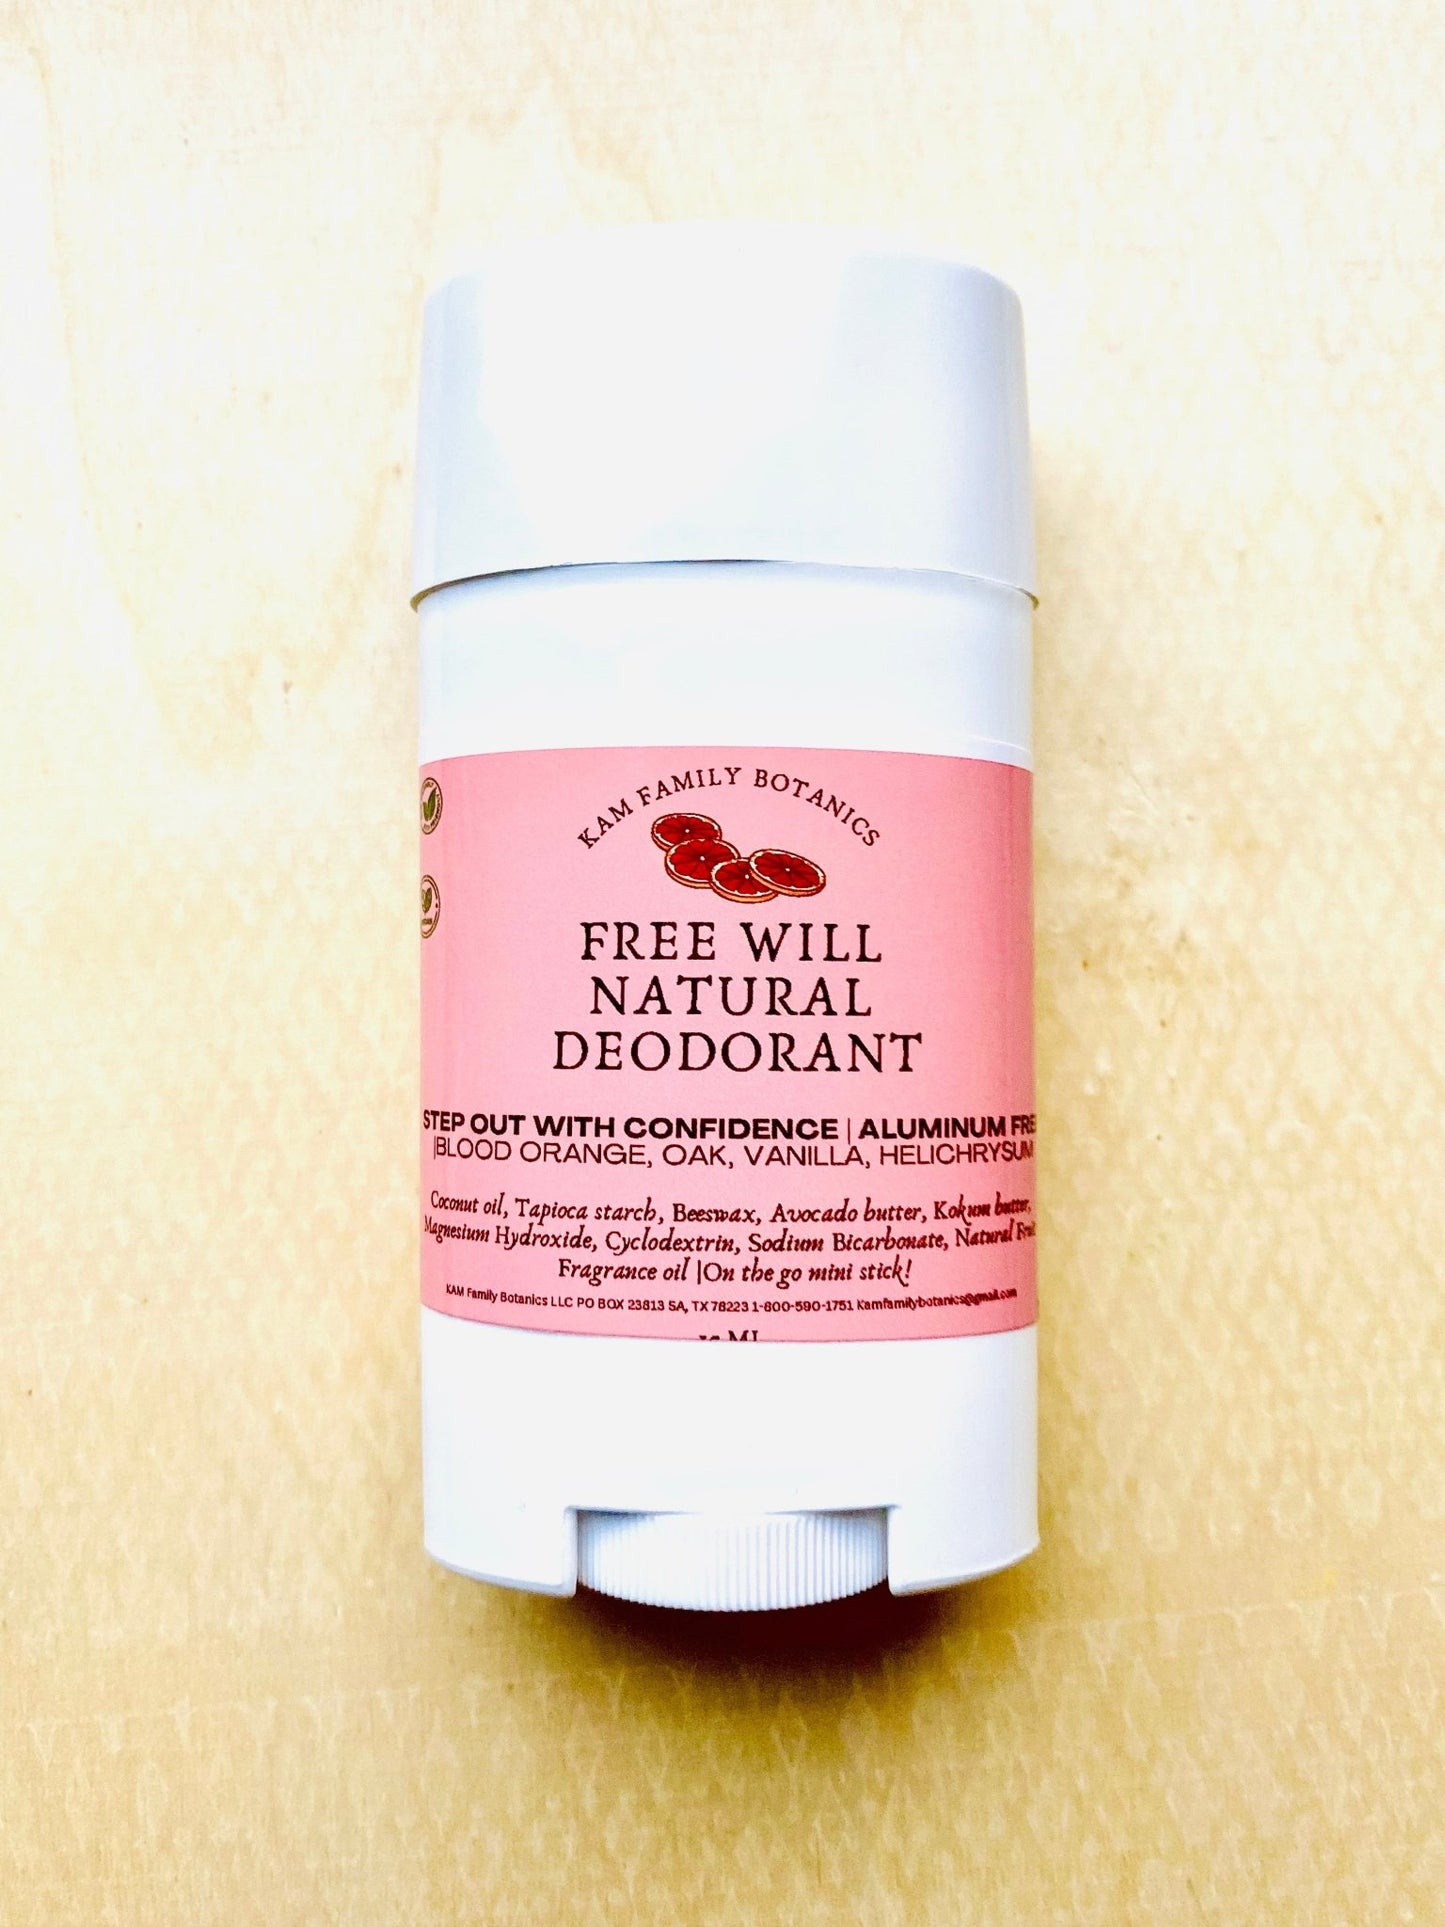 KAM FAMILY BOTANICS
FREE WILL
NATURAL
DEODORANT
STEP OUT WITH CONFIDENCE | ALUMINUM FREE
|BLOOD ORANGE, OAK, VANILLA, HELICHRYSUM
Coconut oil, Tapioca starch, Beeswax, Avocado butter, Kokum butter,
Magnesium Hydroxide, Cyclodextrin, Sodium Bicarbonate, Natural Fruit
Fragrance oil |On the go mini stick!
KAM Family Botanics LLC PO BOX 23813 SA, TX 78223 1-800-590-1751 Kamfamilybotanics@gmail.com
ML